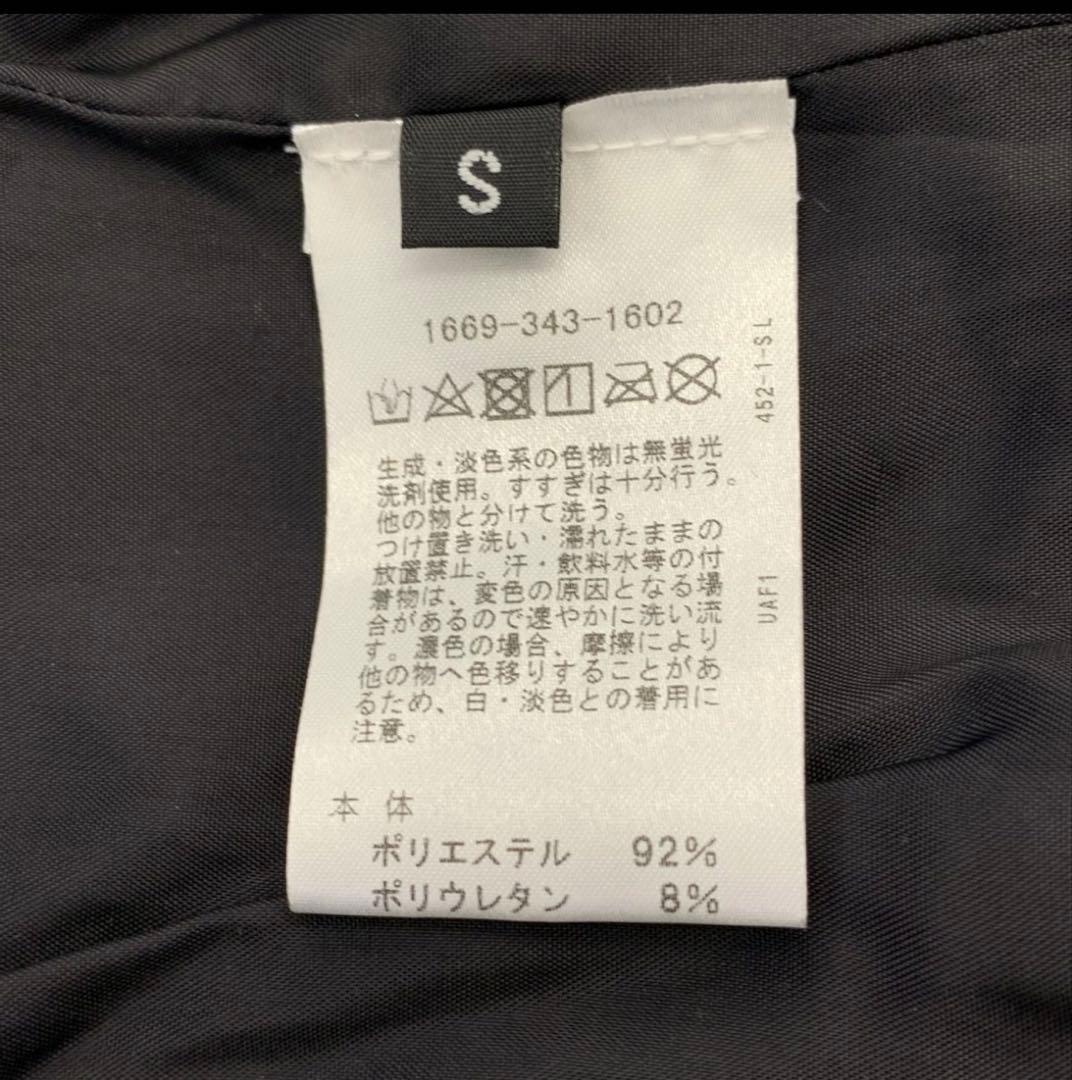 S
1669-343-1602
生成・淡色系の色物は無蛍光
洗剤使用。すすぎは十分行う。
他の物と分けて洗う。
つけ置き洗い・濡れたままの
放置禁止。汗・飲料水等の付
着物は、変色の原因となる場
合があるので速やかに洗い流
す。濃色の場合、摩擦により
他の物へ色移りすることがあ
るため、白・淡色との着用に
注意。
本 体
ポリエステル 92%
ポリウレタン 8%
452-1-SL
UAF1